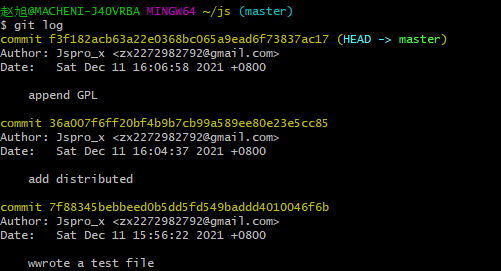 赵旭@MACHENI-J4OVRBA MINGW64 ~/js (master)
$ git log
commit f3f182acb63a22e0368bc065a9ead6f73837ac17 (HEAD -> master)
Author: Jspro_x <zx2272982792@gmail.com>
Date:   Sat Dec 11 16:06:58 2021 +0800
    append GPL
commit 36a007f6ff20bf4b9b7cb99a589ee80e23e5cc85
Author: Jspro_x <zx2272982792@gmail.com>
Date:   Sat Dec 11 16:04:37 2021 +0800
    add distributed
commit 7f88345bebbeed0b5dd5fd549baddd4010046f6b
Author: Jspro_x <zx2272982792@gmail.com>
Date:   Sat Dec 11 15:56:22 2021 +0800
    wwrote a test file